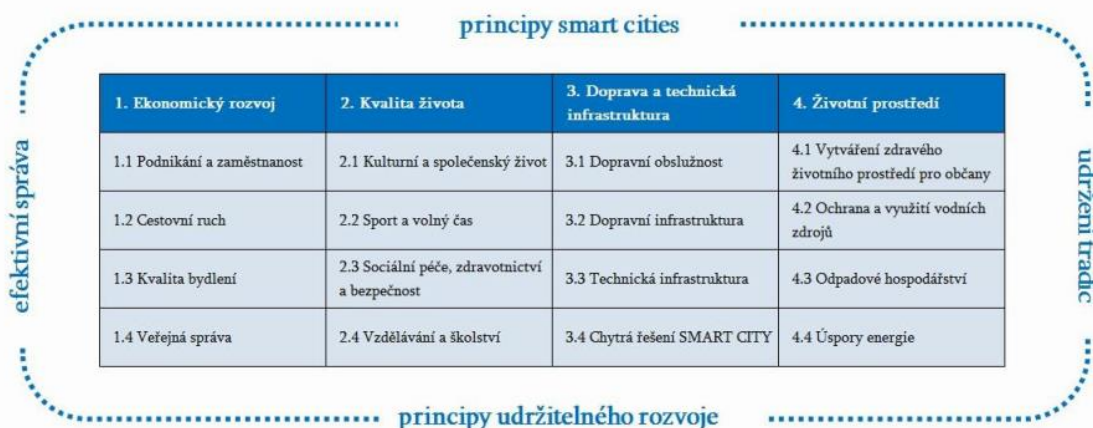 principy smart cities
efektivní správa
1. Ekonomický rozvoj
2. Kvalita života
3. Doprava a technická
infrastruktura
4. Životní prostředí
1.1 Podnikání a zaměstnanost
2.1 Kulturní a společenský život
3.1 Dopravní obslužnost
4.1 Vytváření zdravého
životního prostředí pro občany
1.2 Cestovní ruch
2.2 Sport a volný čas
3.2 Dopravní infrastruktura
4.2 Ochrana a využití vodních
zdrojů
1.3 Kvalita bydlení
2.3 Sociální péče, zdravotnictví
a bezpečnost
3.3 Technická infrastruktura
4.3 Odpadové hospodářství
1.4 Veřejná správa
2.4 Vzdělávání a školství
3.4 Chytrá řešení SMART CITY
4.4 Úspory energie
udržení tradic
principy udržitelného rozvoje